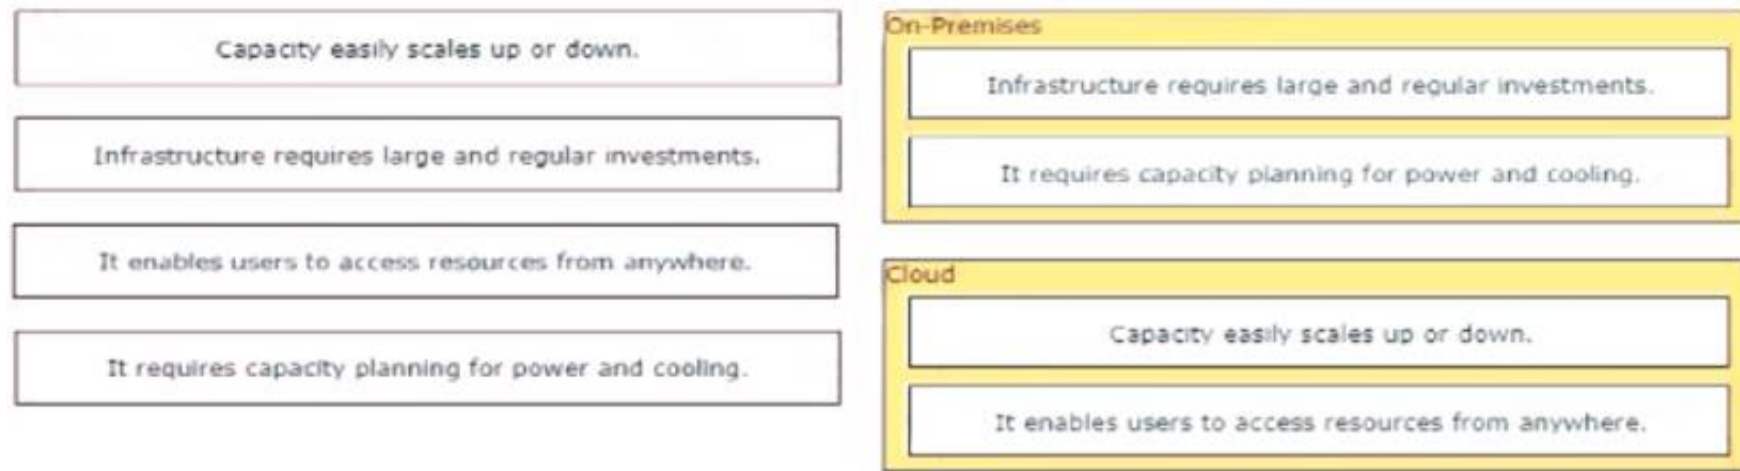 Capacity easily scales up or down.
Infrastructure requires large and regular investments.
It enables users to access resources from anywhere.
It requires capacity planning for power and cooling.
On-Premises
Infrastructure requires large and regular investments.
It requires capacity planning for power and cooling.
Cloud
Capacity easily scales up or down.
It enables users to access resources from anywhere.